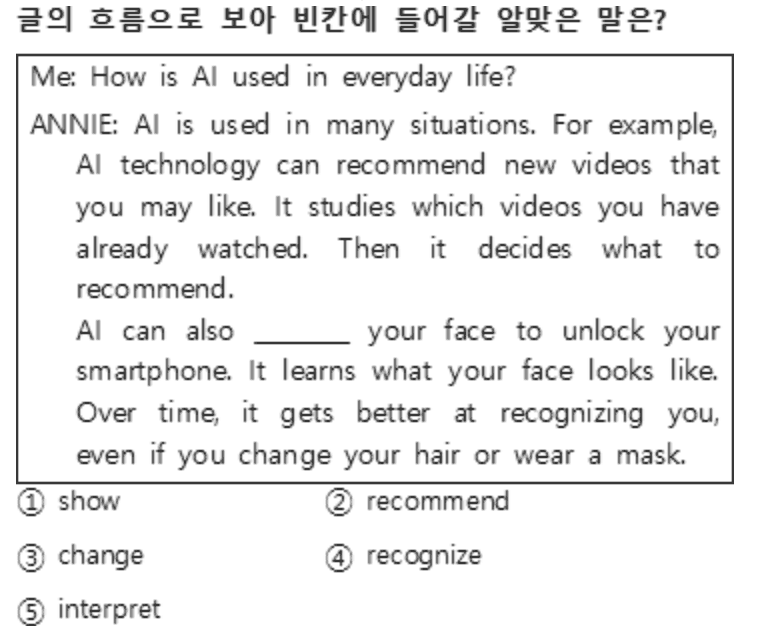 글의 흐름으로 보아 빈칸에 들어갈 알맞은 말은?
Me: How is AI used in everyday life?
ANNIE: AI is used in many situations. For example,
AI technology can recommend new videos that
you may like. It studies which videos you have
already watched. Then it decides what to
recommend.
AI can also ________ your face to unlock your
smartphone. It learns what your face looks like.
Over time, it gets better at recognizing you,
even if you change your hair or wear a mask.
① show ② recommend
③ change ④ recognize
⑤ interpret